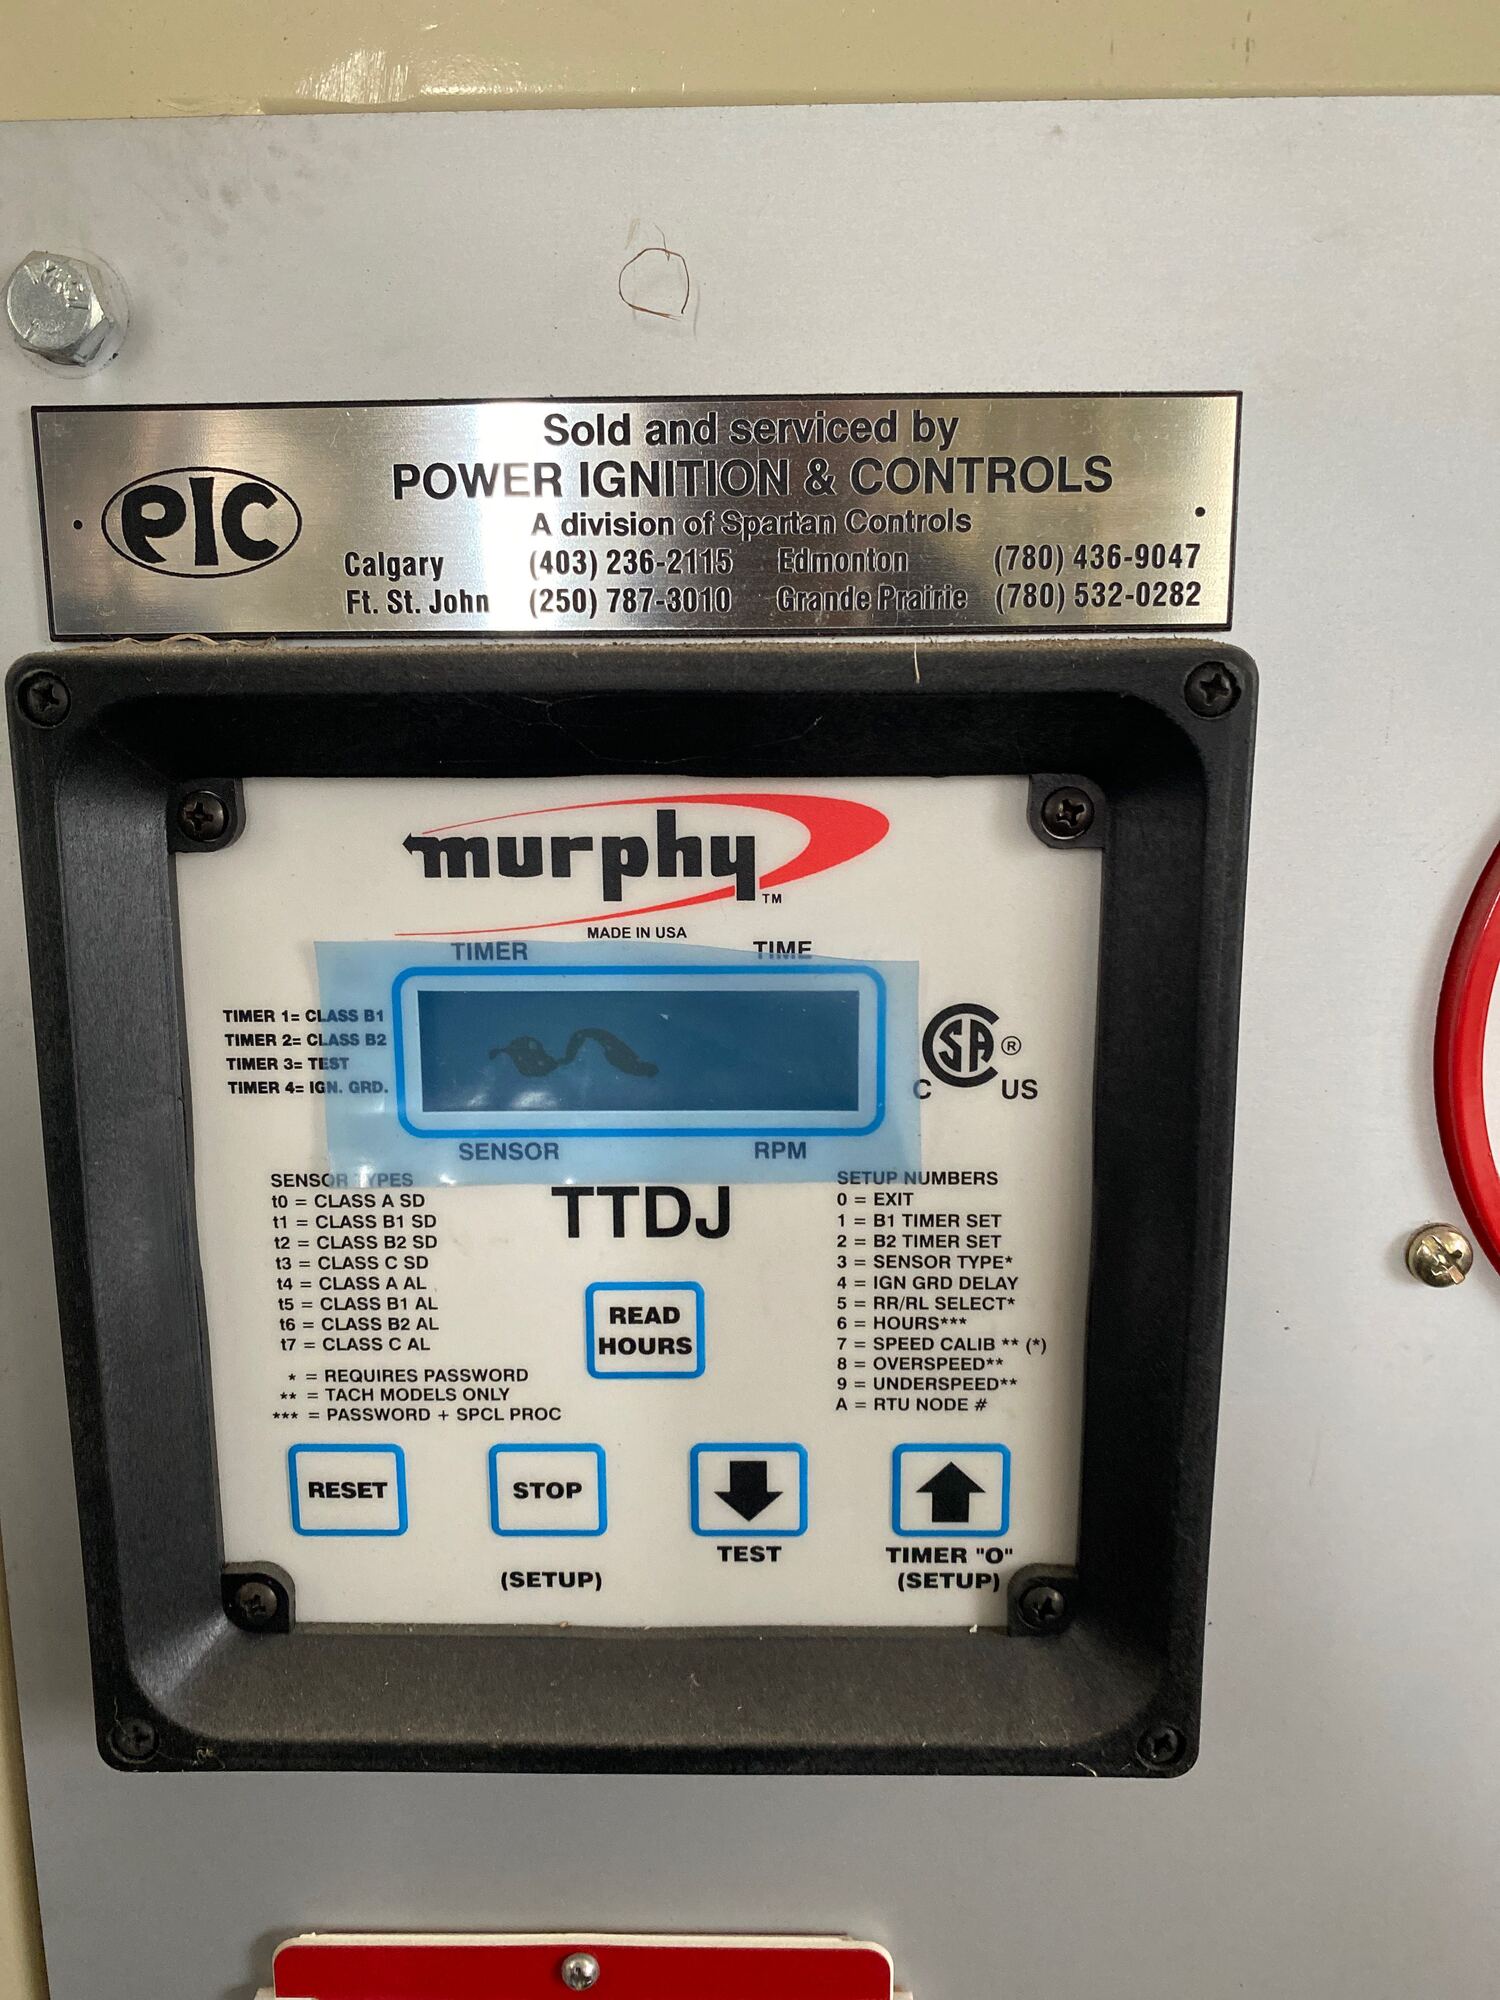 Sold and serviced by
PIC
POWER IGNITION & CONTROLS
A division of Spartan Controls
Calgary (403) 236-2115 Edmonton (780) 436-9047
Ft. St. John (250) 787-3010 Grande Prairie (780) 532-0282
murphy™
MADE IN USA
TIMER TIME
TIMER 1= CLASS B1
TIMER 2= CLASS B2
TIMER 3= TEST
TIMER 4= IGN. GRD.
CSA ®
C US
SENSOR RPM
SENSOR TYPES
t0 = CLASS A SD
t1 = CLASS B1 SD
t2 = CLASS B2 SD
t3 = CLASS C SD
t4 = CLASS A AL
t5 = CLASS B1 AL
t6 = CLASS B2 AL
t7 = CLASS C AL
* = REQUIRES PASSWORD
** = TACH MODELS ONLY
*** = PASSWORD + SPCL PROC
TTDJ
READ
HOURS
SETUP NUMBERS
0 = EXIT
1 = B1 TIMER SET
2 = B2 TIMER SET
3 = SENSOR TYPE*
4 = IGN GRD DELAY
5 = RR/RL SELECT*
6 = HOURS***
7 = SPEED CALIB ** (*)
8 = OVERSPEED**
9 = UNDERSPEED**
A = RTU NODE #
RESET
STOP
(SETUP)
TEST
TIMER "O"
(SETUP)